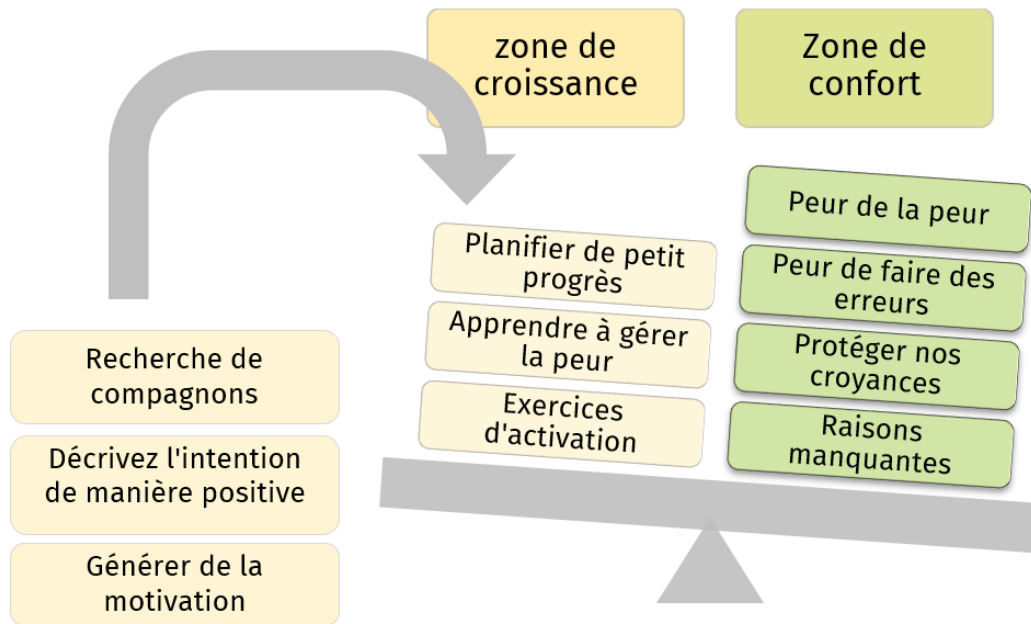 zone de
croissance
Zone de
confort
Planifier de petit
progrès
Apprendre à gérer
la peur
Exercices
d'activation
Peur de la peur
Peur de faire des
erreurs
Protéger nos
croyances
Raisons
manquantes
Recherche de
compagnons
Décrivez l'intention
de manière positive
Générer de la
motivation